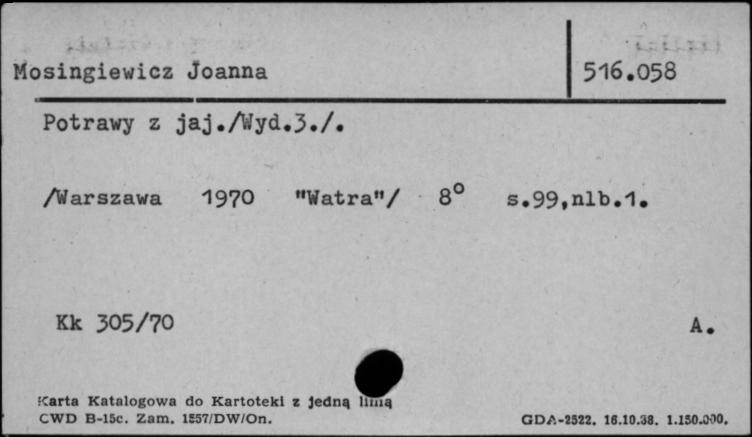 Mosingiewicz Joanna 516.058
Potrawy z jaj./Wyd.3./.
/Warszawa 1970 "Watra"/ 8° s.99,nlb.1.
Kk 305/70 A.
Karta Katalogowa do Kartoteki z jedną linią
CWD B-15c. Zam. 1557/DW/On. GDA-2522. 16.10.38. 1.150.000.